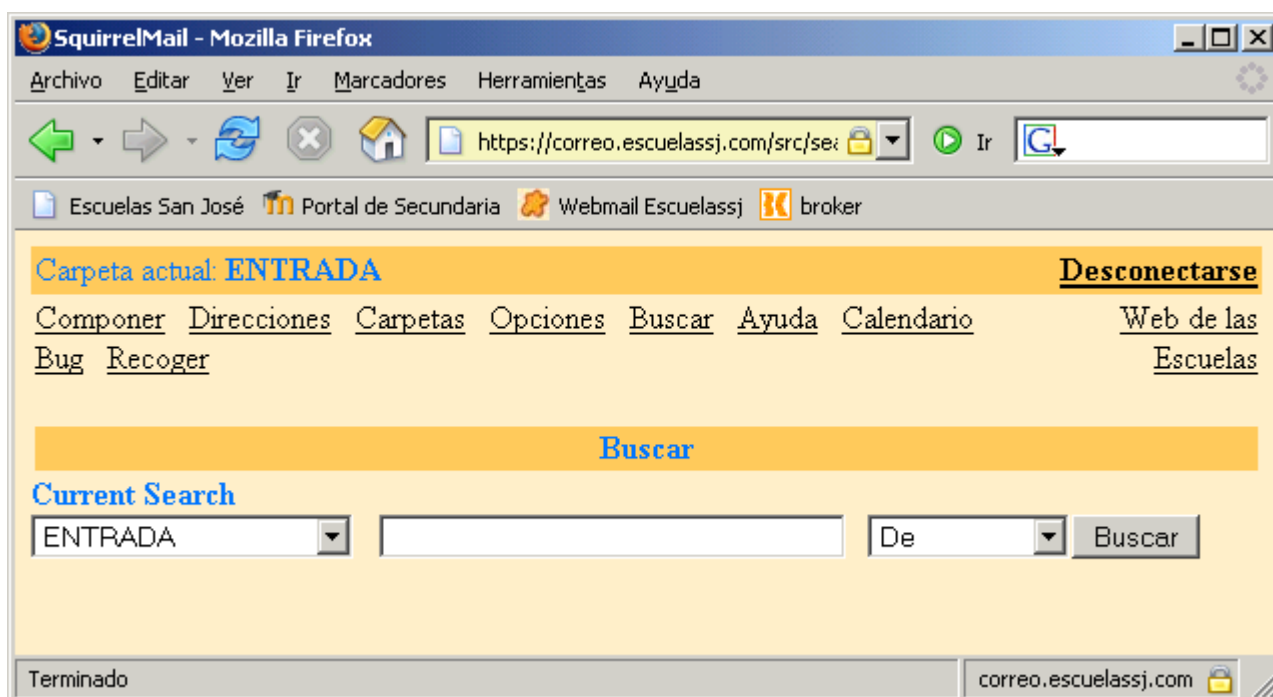 SquirrelMail - Mozilla Firefox
Archivo Editar Ver Ir Marcadores Herramientas Ayuda
https://correo.escuelassj.com/src/sea Ir G
Escuelas San José Portal de Secundaria Webmail Escuelassj broker
Carpeta actual: ENTRADA Desconectarse
Componer Direcciones Carpetas Opciones Buscar Ayuda Calendario Web de las
Bug Recoger Escuelas
Buscar
Current Search
ENTRADA De Buscar
Terminado correo.escuelassj.com